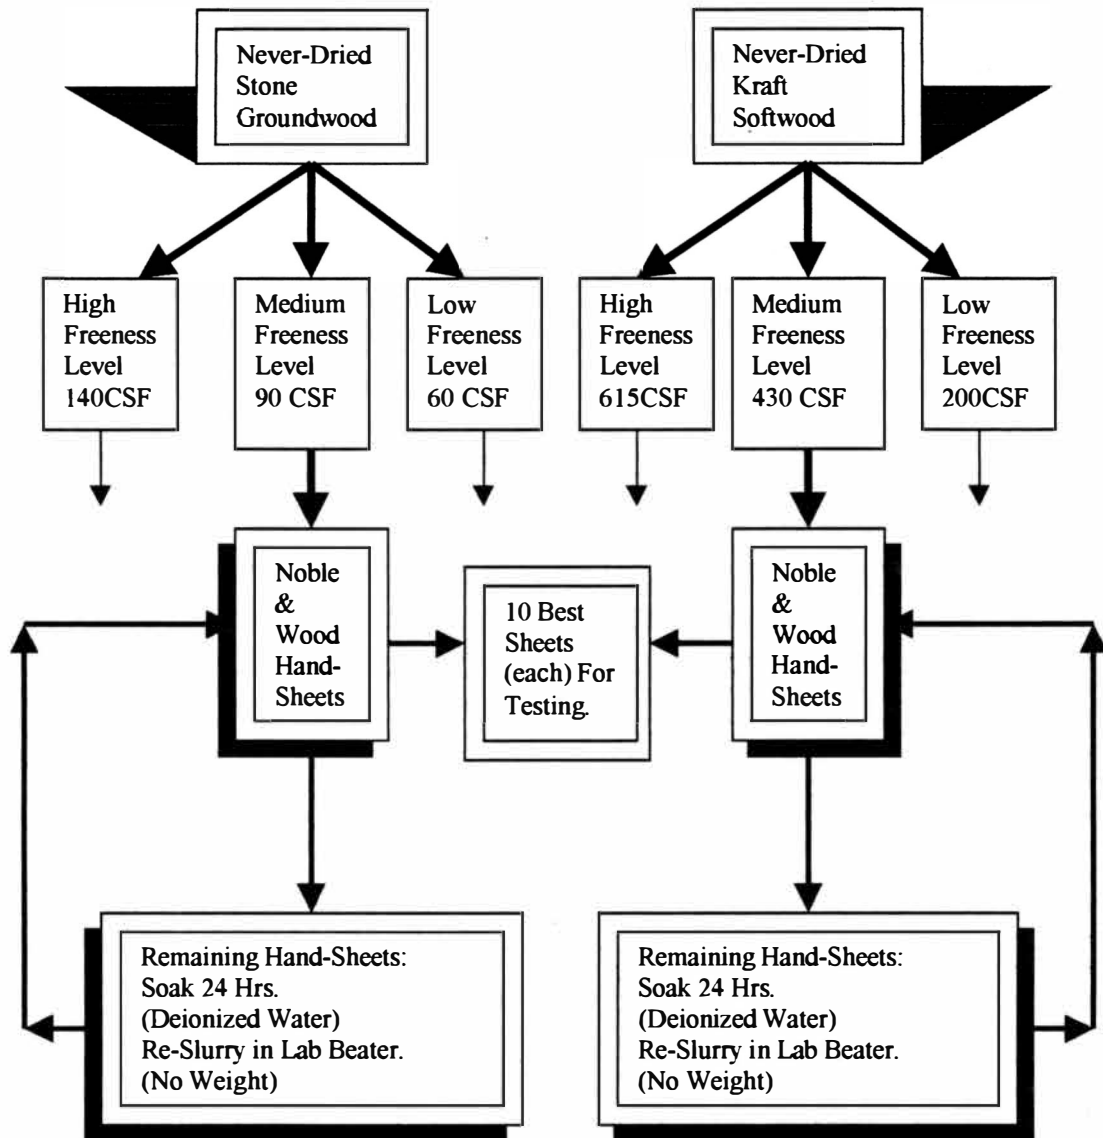 Never-Dried
Stone
Groundwood
Never-Dried
Kraft
Softwood
High
Freeness
Level
140CSF
Medium
Freeness
Level
90 CSF
Low
Freeness
Level
60 CSF
High
Freeness
Level
615CSF
Medium
Freeness
Level
430 CSF
Low
Freeness
Level
200CSF
Noble
&
Wood
Hand-
Sheets
10 Best
Sheets
(each) For
Testing.
Noble
&
Wood
Hand-
Sheets
Remaining Hand-Sheets:
Soak 24 Hrs.
(Deionized Water)
Re-Slurry in Lab Beater.
(No Weight)
Remaining Hand-Sheets:
Soak 24 Hrs.
(Deionized Water)
Re-Slurry in Lab Beater.
(No Weight)